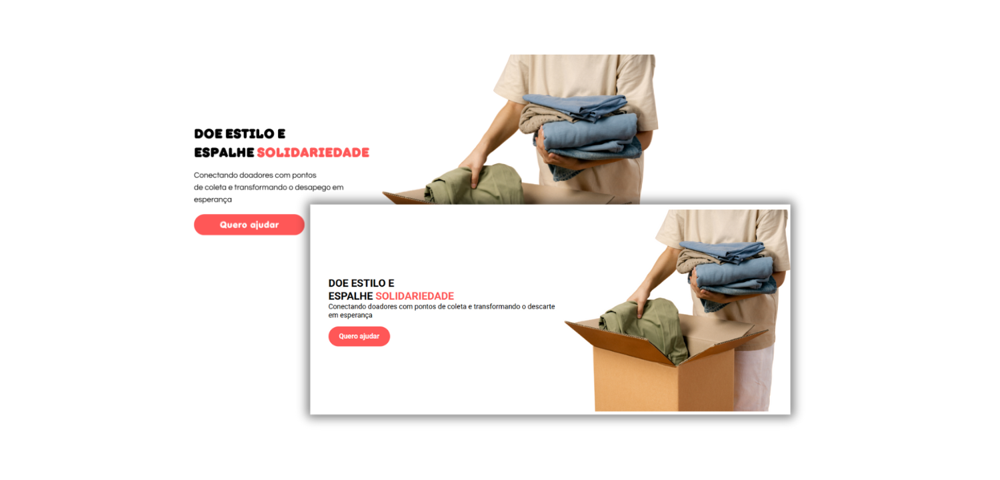 DOE ESTILO E
ESPALHE SOLIDARIEDADE
Conectando doadores com pontos
de coleta e transformando o desapego em
esperança
Quero ajudar
DOE ESTILO E
ESPALHE SOLIDARIEDADE
Conectando doadores com pontos de coleta e transformando o descarte
em esperança
Quero ajudar